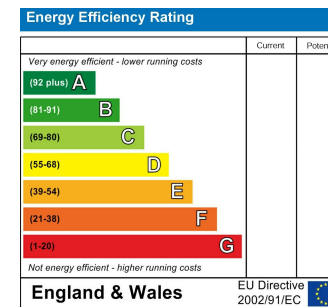 Energy Efficiency Rating
Current
Poten
Very energy efficient - lower running costs
(92 plus) A
(81-91) B
(69-80) C
(55-68) D
(39-54) E
(21-38) F
(1-20) G
Not energy efficient - higher running costs
England & Wales
EU Directive
2002/91/EC